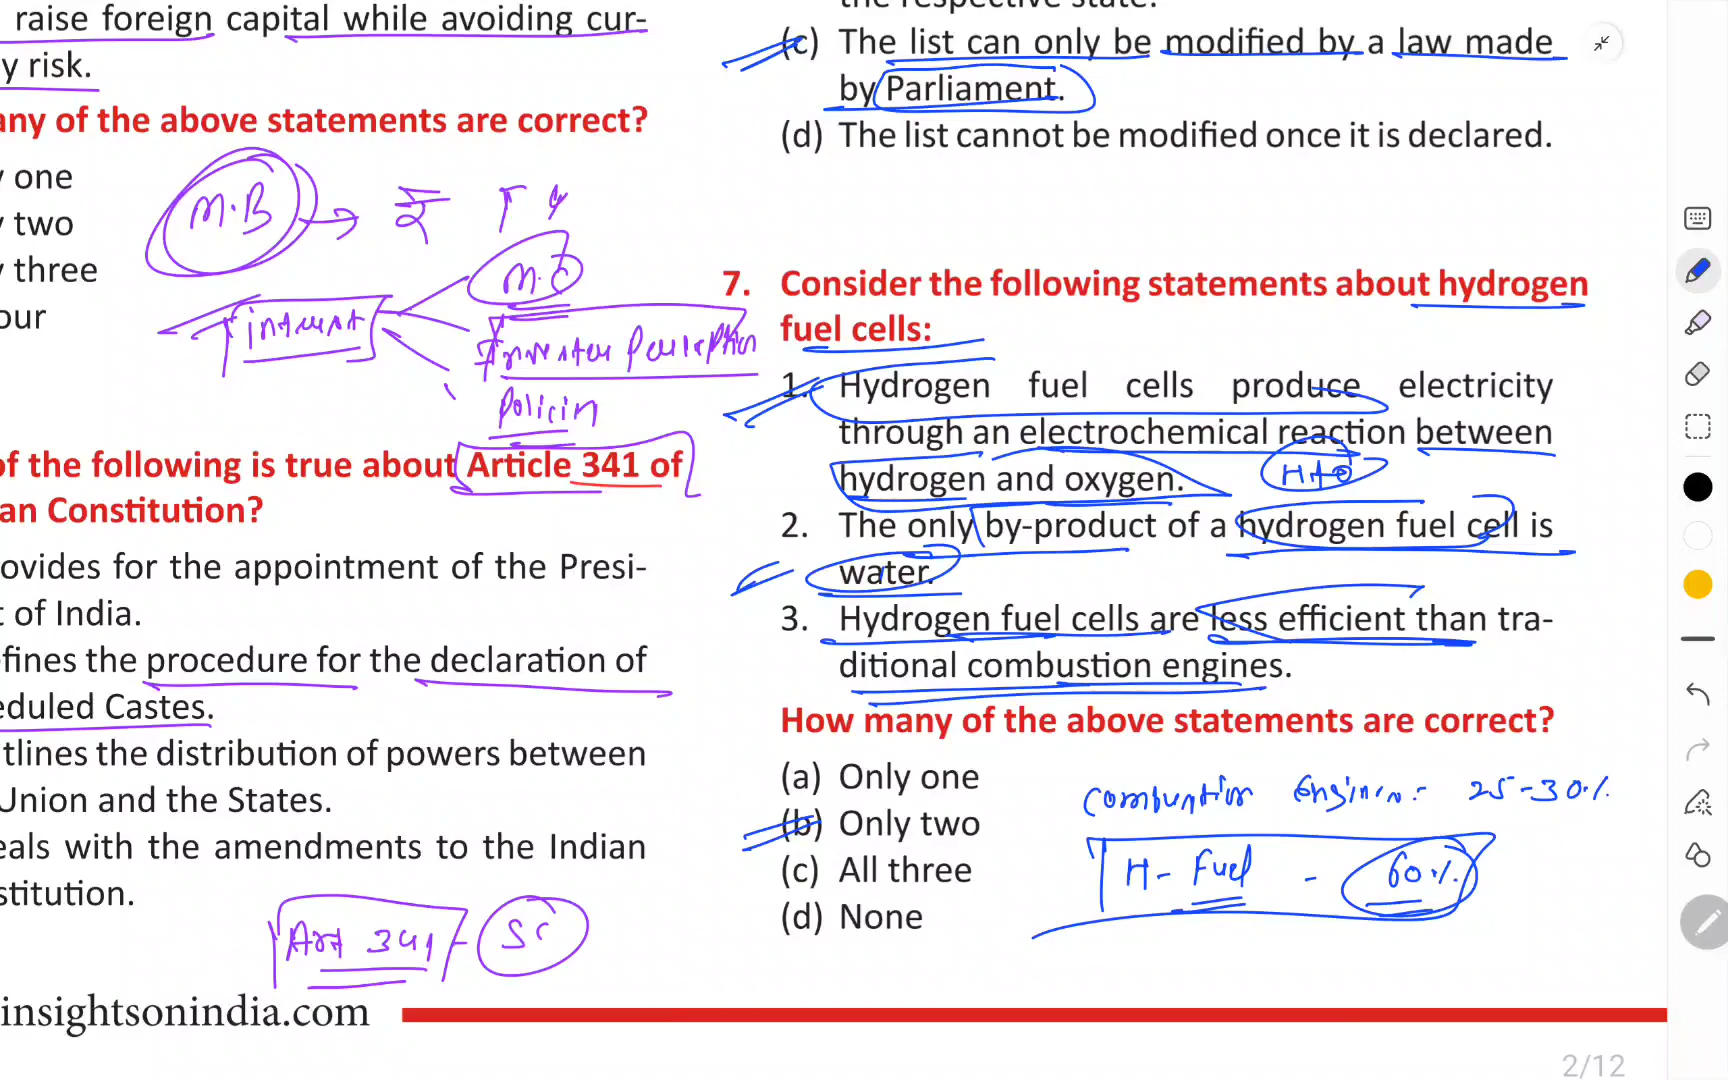 raise foreign capital while avoiding cur-
y risk.
any of the above statements are correct?
y one
y two
y three
our
M.B → ₹
M.C
interest
Investor Perception
Policin
of the following is true about Article 341 of
an Constitution?
ovides for the appointment of the Presi-
t of India.
fines the procedure for the declaration of
eduled Castes.
tlines the distribution of powers between
Union and the States.
eals with the amendments to the Indian
stitution.
Art 341 - SC
insightsonindia.com
the respective state.
(c) The list can only be modified by a law made
by Parliament.
(d) The list cannot be modified once it is declared.
7. Consider the following statements about hydrogen
fuel cells:
1. Hydrogen fuel cells produce electricity
through an electrochemical reaction between
hydrogen and oxygen. H+O
2. The only by-product of a hydrogen fuel cell is
water.
3. Hydrogen fuel cells are less efficient than tra-
ditional combustion engines.
How many of the above statements are correct?
(a) Only one
(b) Only two
(c) All three
(d) None
Combustion Engines:- 25-30%
H-Fuel - 60%
2/12